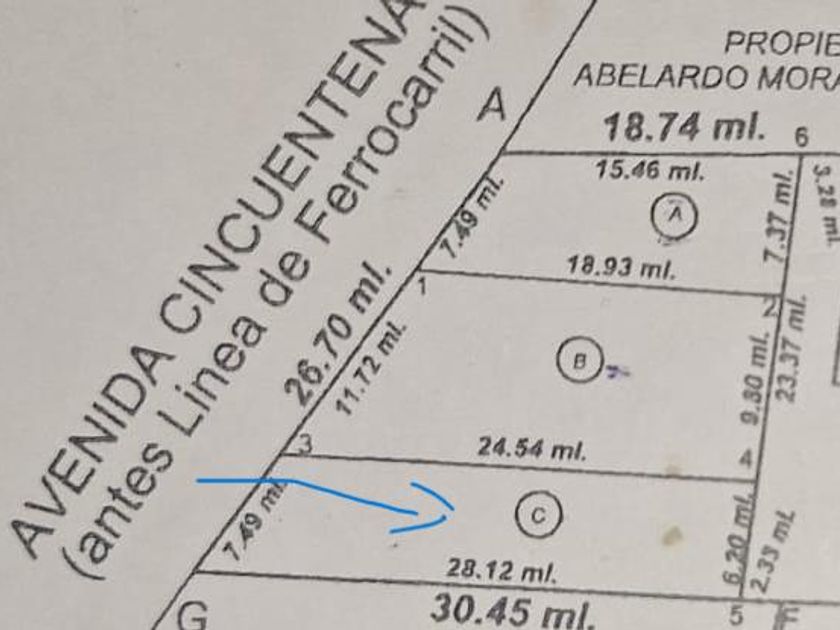 AVENIDA CINCUENTENA
(antes Linea de Ferrocarril)
PROPIE
ABELARDO MORA
A
18.74 ml.
6
15.46 ml.
3.28 ml.
7.49 ml.
A
7.37 ml.
18.93 ml.
1
2
26.70 ml.
11.72 ml.
B
9.80 ml.
23.37 ml.
3
24.54 ml.
4
7.49 ml.
C
6.20 ml.
2.33 ml.
28.12 ml.
G
30.45 ml.
5